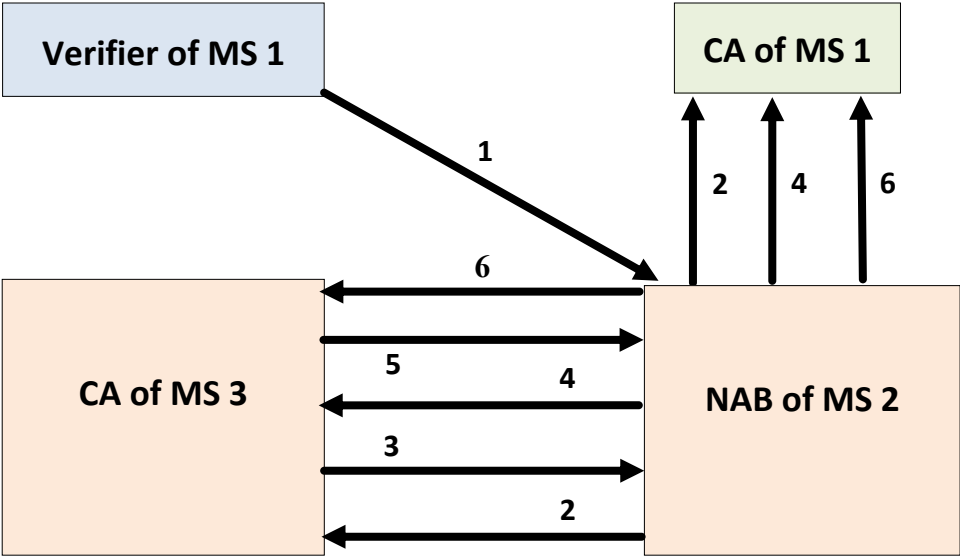 Verifier of MS 1
CA of MS 1
1
2
4
6
6
5
4
CA of MS 3
NAB of MS 2
3
2